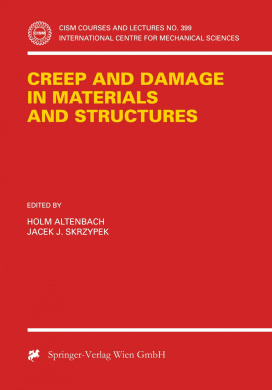 CISM COURSES AND LECTURES NO. 399
INTERNATIONAL CENTRE FOR MECHANICAL SCIENCES
CREEP AND DAMAGE
IN MATERIALS
AND STRUCTURES
EDITED BY
HOLM ALTENBACH
JACEK J. SKRZYPEK
Springer-Verlag Wien GmbH